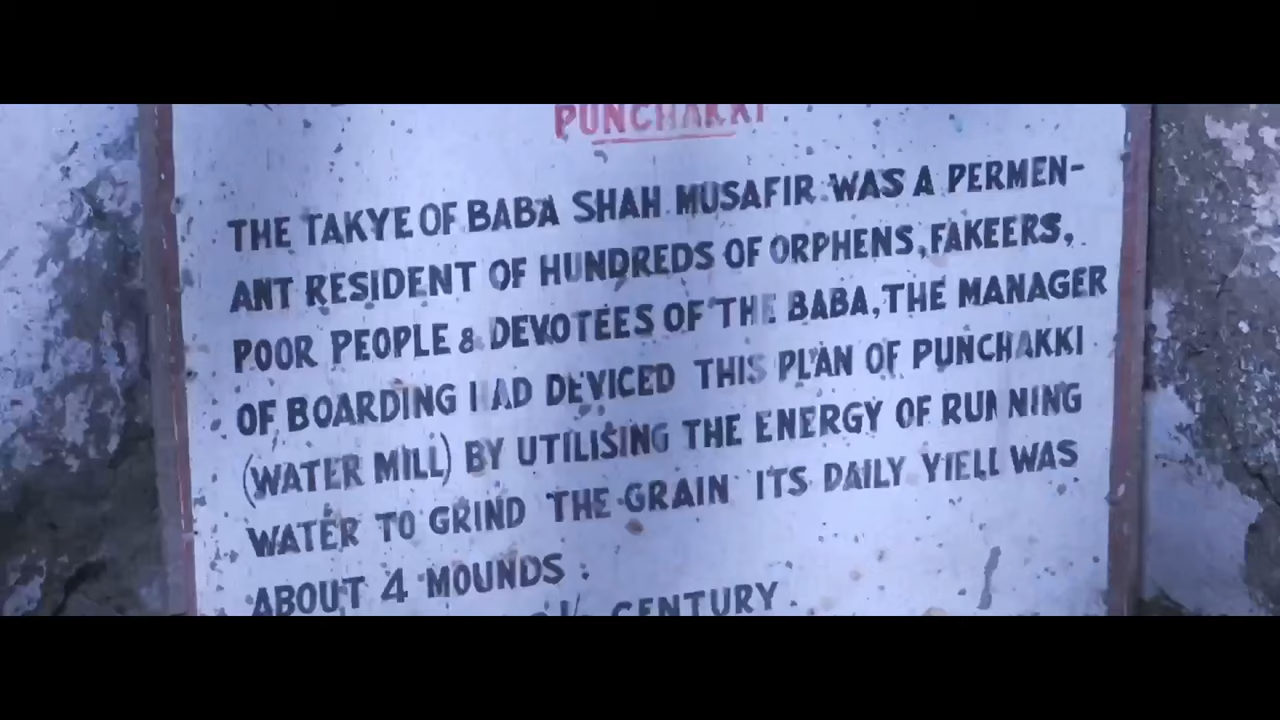 PUNCHAKKI
THE TAKYE OF BABA SHAH MUSAFIR WAS A PERMEN-
ANT RESIDENT OF HUNDREDS OF ORPHENS, FAKEERS,
POOR PEOPLE & DEVOTEES OF THE BABA, THE MANAGER
OF BOARDING HAD DEVICED THIS PLAN OF PUNCHAKKI
(WATER MILL) BY UTILISING THE ENERGY OF RUNNING
WATER TO GRIND THE GRAIN ITS DAILY YIELL WAS
ABOUT 4 MOUNDS.
CENTURY.